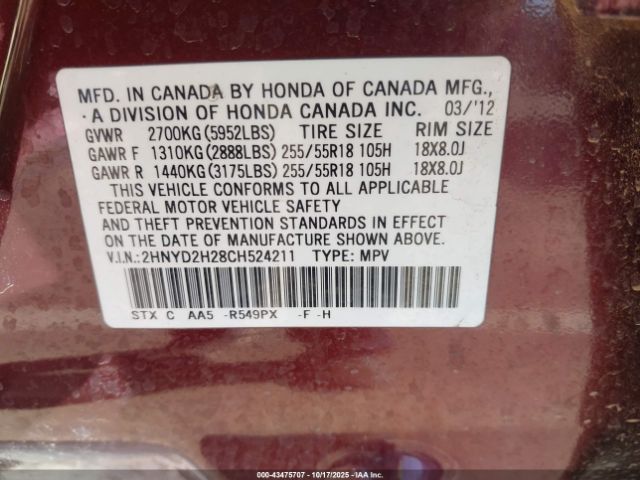 MFD. IN CANADA BY HONDA OF CANADA MFG.,
A DIVISION OF HONDA CANADA INC. 03/'12
GVWR 2700KG (5952LBS) TIRE SIZE RIM SIZE
GAWR F 1310KG (2888LBS) 255/55R18 105H 18X8.0J
GAWR R 1440KG (3175LBS) 255/55R18 105H 18X8.0J
THIS VEHICLE CONFORMS TO ALL APPLICABLE
FEDERAL MOTOR VEHICLE SAFETY
AND THEFT PREVENTION STANDARDS IN EFFECT
ON THE DATE OF MANUFACTURE SHOWN ABOVE.
V.I.N.: 2HNYD2H28CH524211 TYPE: MPV
STX C AA5 -R549PX -F -H
© 43475707 - 10/17/2025 - IAA Inc.